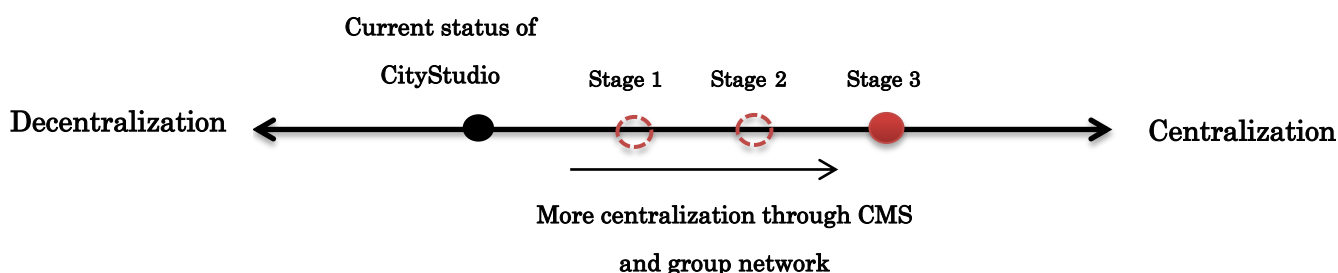 Current status of
CityStudio
Stage 1
Stage 2
Stage 3
Decentralization
Centralization
More centralization through CMS
and group network